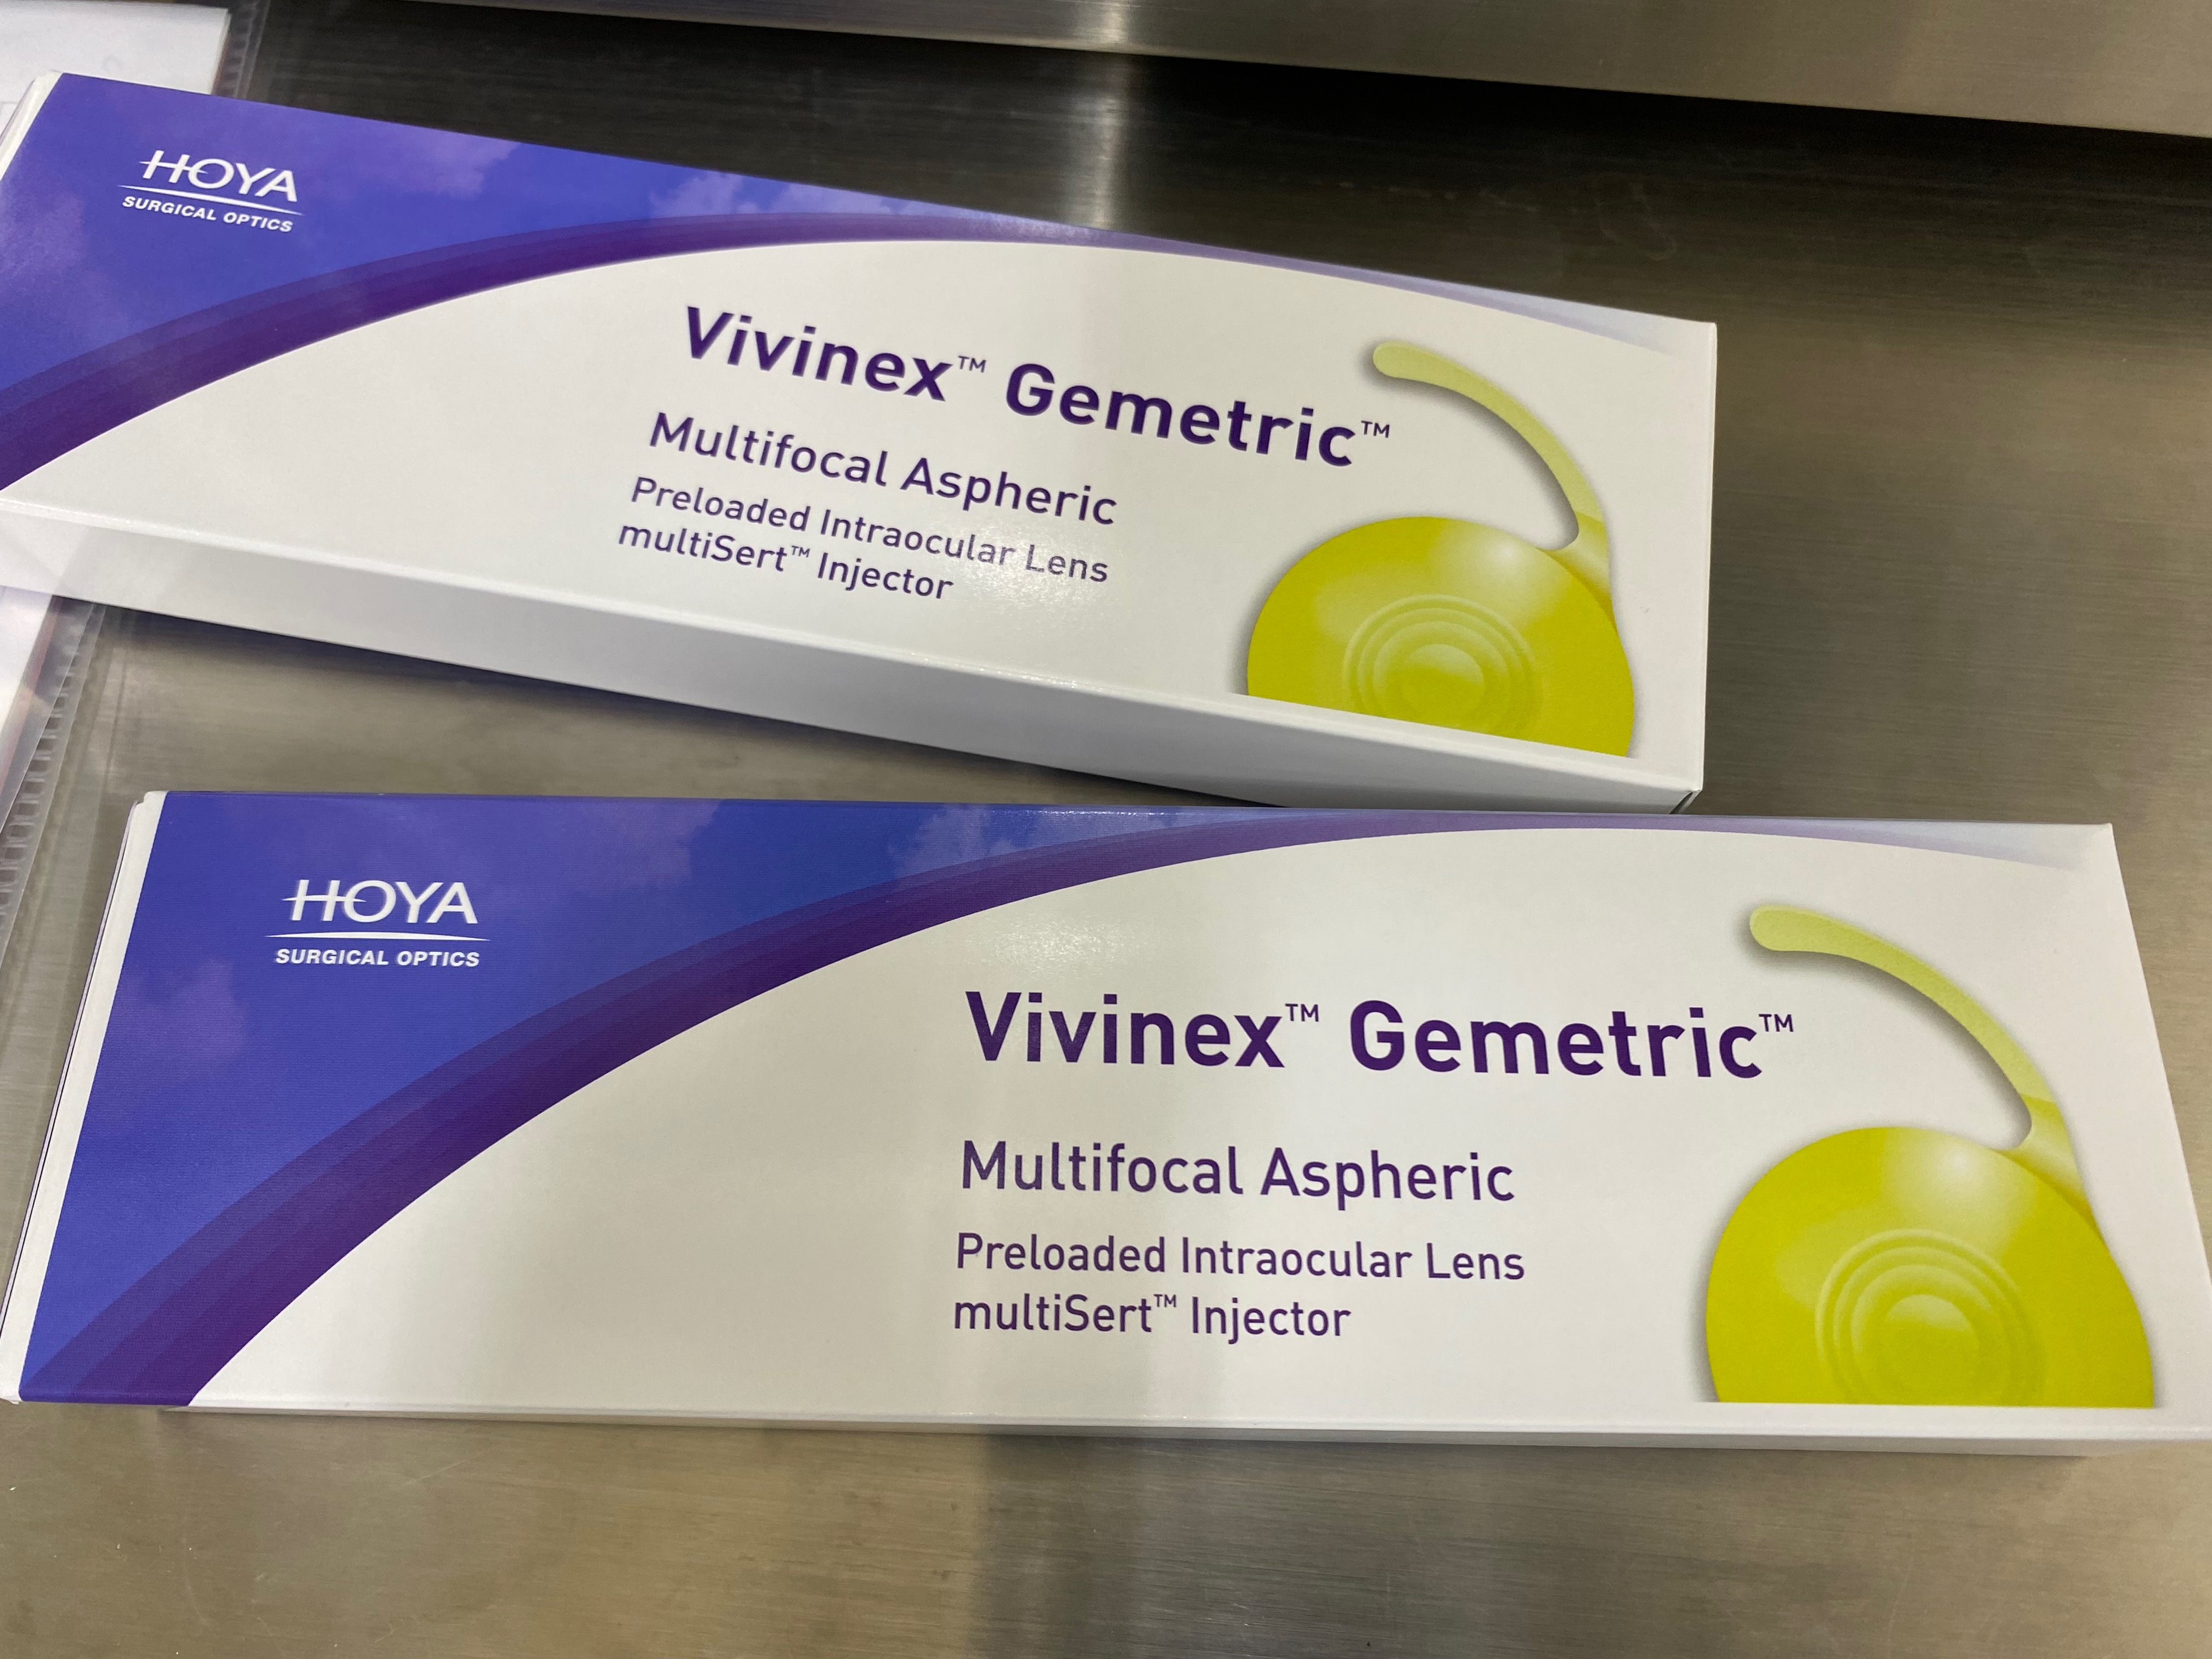 HOYA
SURGICAL OPTICS
Vivinex™ Gemetric™
Multifocal Aspheric
Preloaded Intraocular Lens
multiSert™ Injector
HOYA
SURGICAL OPTICS
Vivinex™ Gemetric™
Multifocal Aspheric
Preloaded Intraocular Lens
multiSert™ Injector